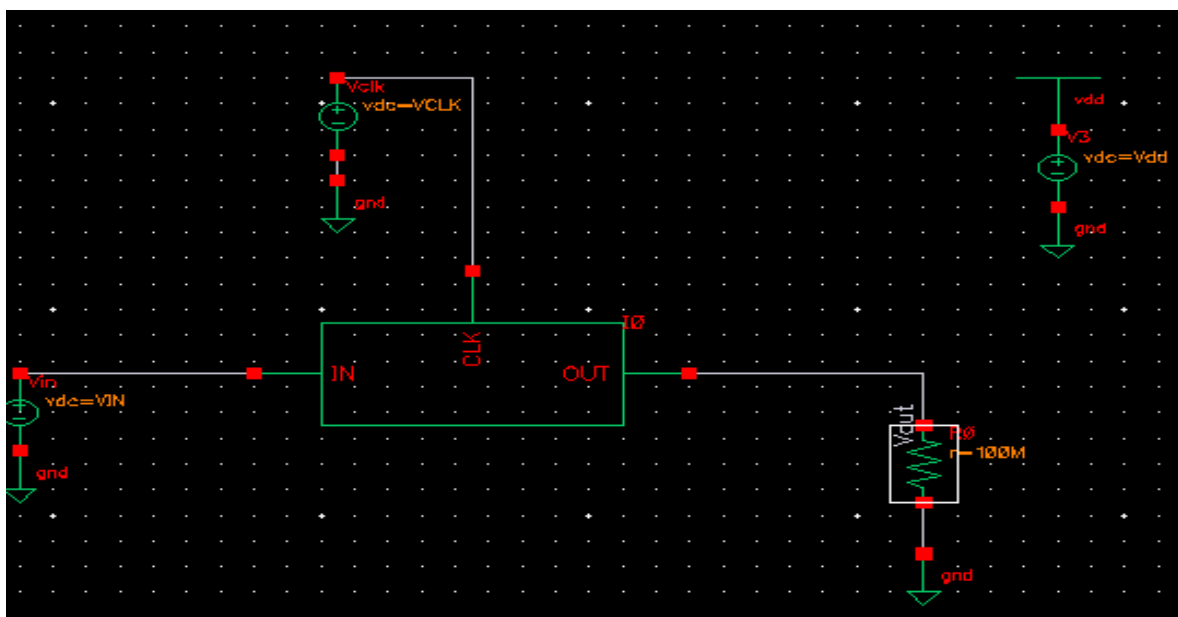 Vclk
vdc=VCLK
gnd
vdd
V3
vdc=Vdd
gnd
I0
CLK
IN
OUT
Vin
vdc=VIN
gnd
Vout
R0
r=100M
gnd